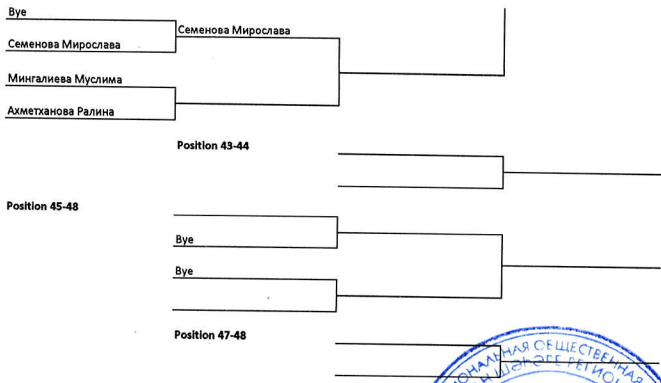 Bye
Семенова Мирослава
Семенова Мирослава
Мингалиева Муслима
Ахметханова Ралина
Position 43-44
Position 45-48
Bye
Bye
Position 47-48
ОБЩЕСТВЕННАЯ